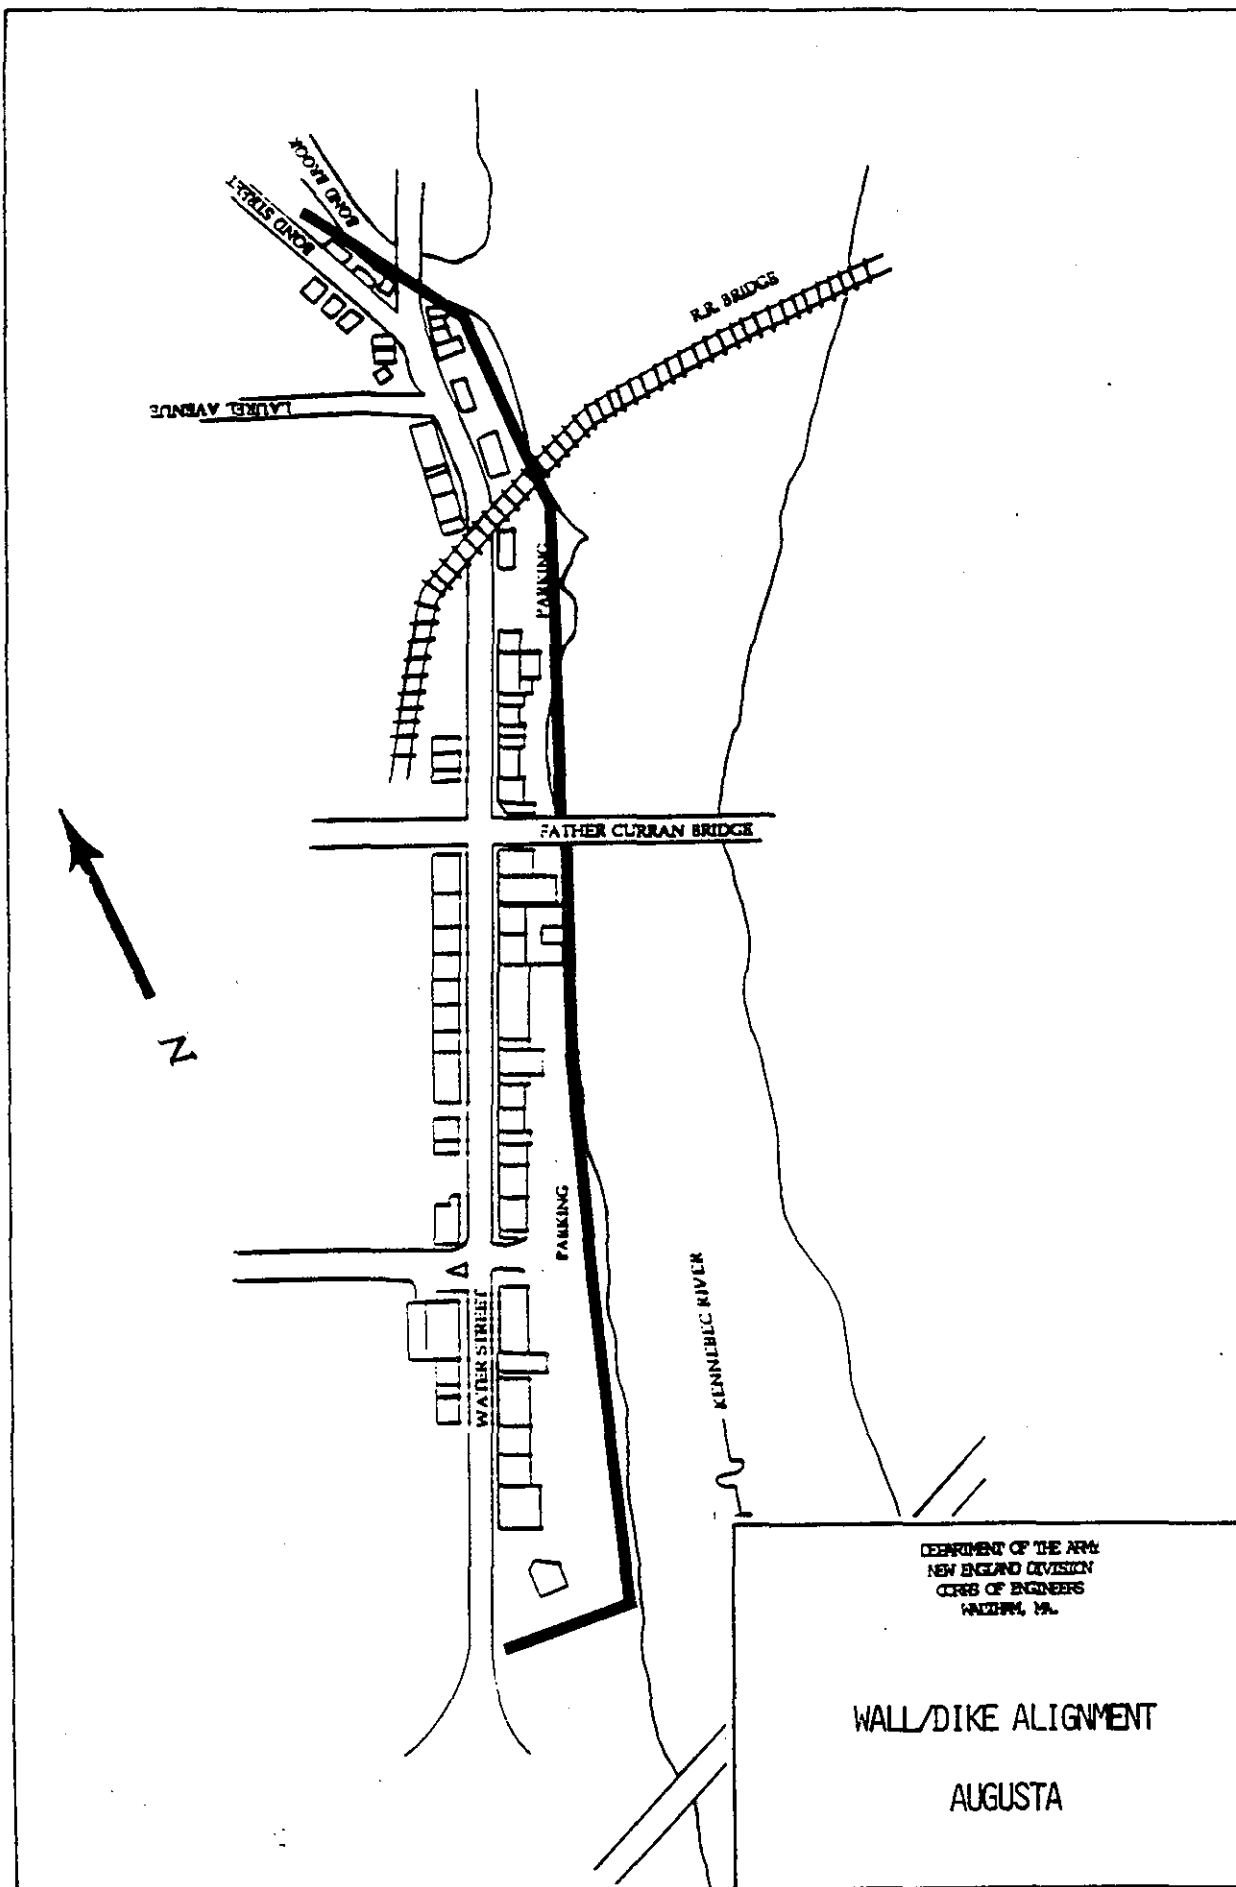 BOND BROOK
BOND STREET
R.R. BRIDGE
LAUREL AVENUE
PARKING
FATHER CURRAN BRIDGE
N
PARKING
KENNEBEC RIVER
WATER STREET
DEPARTMENT OF THE ARMY
NEW ENGLAND DIVISION
CORPS OF ENGINEERS
WALTHAM, MA.
WALL/DIKE ALIGNMENT
AUGUSTA